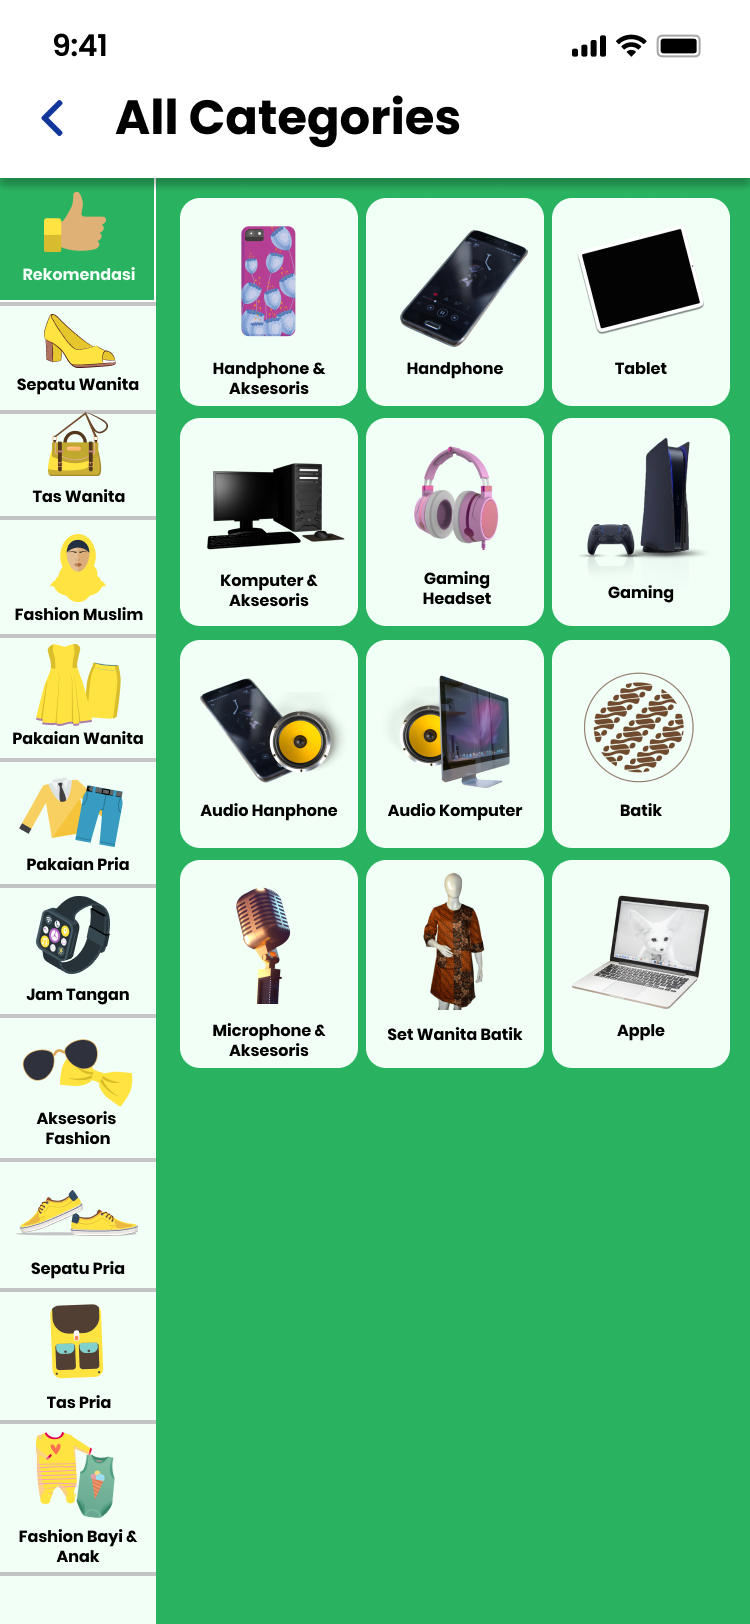 9:41
All Categories
Rekomendasi
Sepatu Wanita
Tas Wanita
Fashion Muslim
Pakaian Wanita
Pakaian Pria
Jam Tangan
Aksesoris
Fashion
Sepatu Pria
Tas Pria
Fashion Bayi &
Anak
Handphone &
Aksesoris
Handphone
Tablet
Komputer &
Aksesoris
Gaming
Headset
Gaming
Audio Hanphone
Audio Komputer
Batik
Microphone &
Aksesoris
Set Wanita Batik
Apple